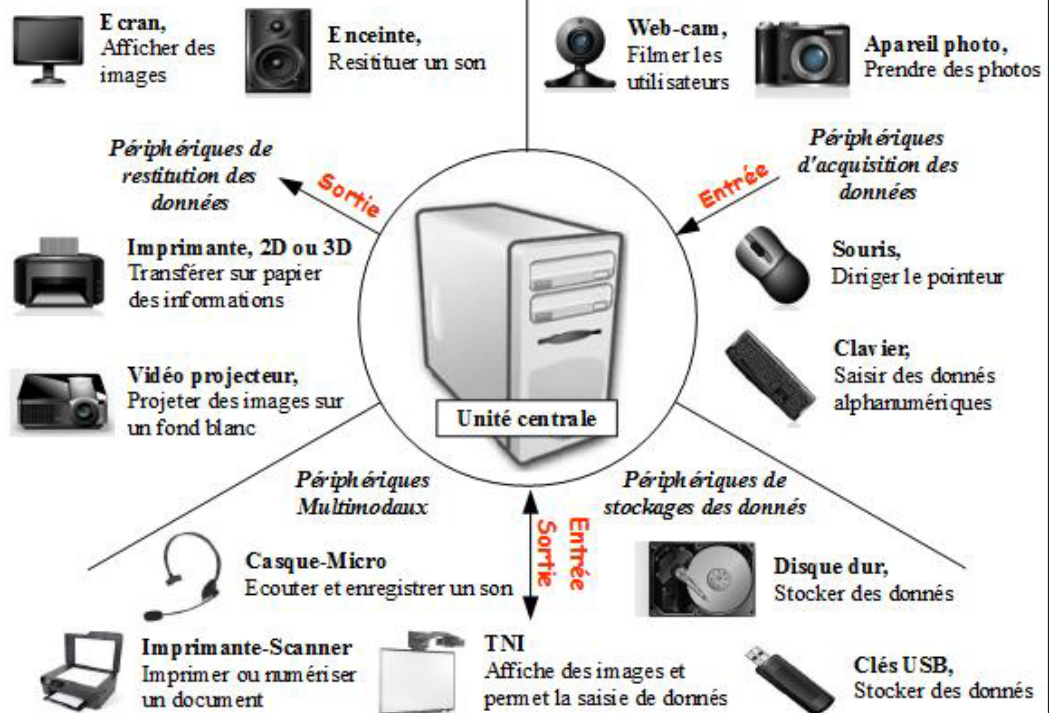 Ecran,
Afficher des
images
Enceinte,
Resitituer un son
Web-cam,
Filmer les
utilisateurs
Apareil photo,
Prendre des photos
Périphériques de
restitution des
données
Sortie
Entrée
Périphériques
d'acquisition des
données
Imprimante, 2D ou 3D
Transférer sur papier
des informations
Souris,
Diriger le pointeur
Vidéo projecteur,
Projeter des images sur
un fond blanc
Clavier,
Saisir des donnés
alphanumériques
Unité centrale
Périphériques
Multimodaux
Périphériques de
stockages des donnés
Sortie
Entrée
Casque-Micro
Ecouter et enregistrer un son
Disque dur,
Stocker des donnés
Imprimante-Scanner
Imprimer ou numériser
un document
TNI
Affiche des images et
permet la saisie de donnés
Clés USB,
Stocker des donnés